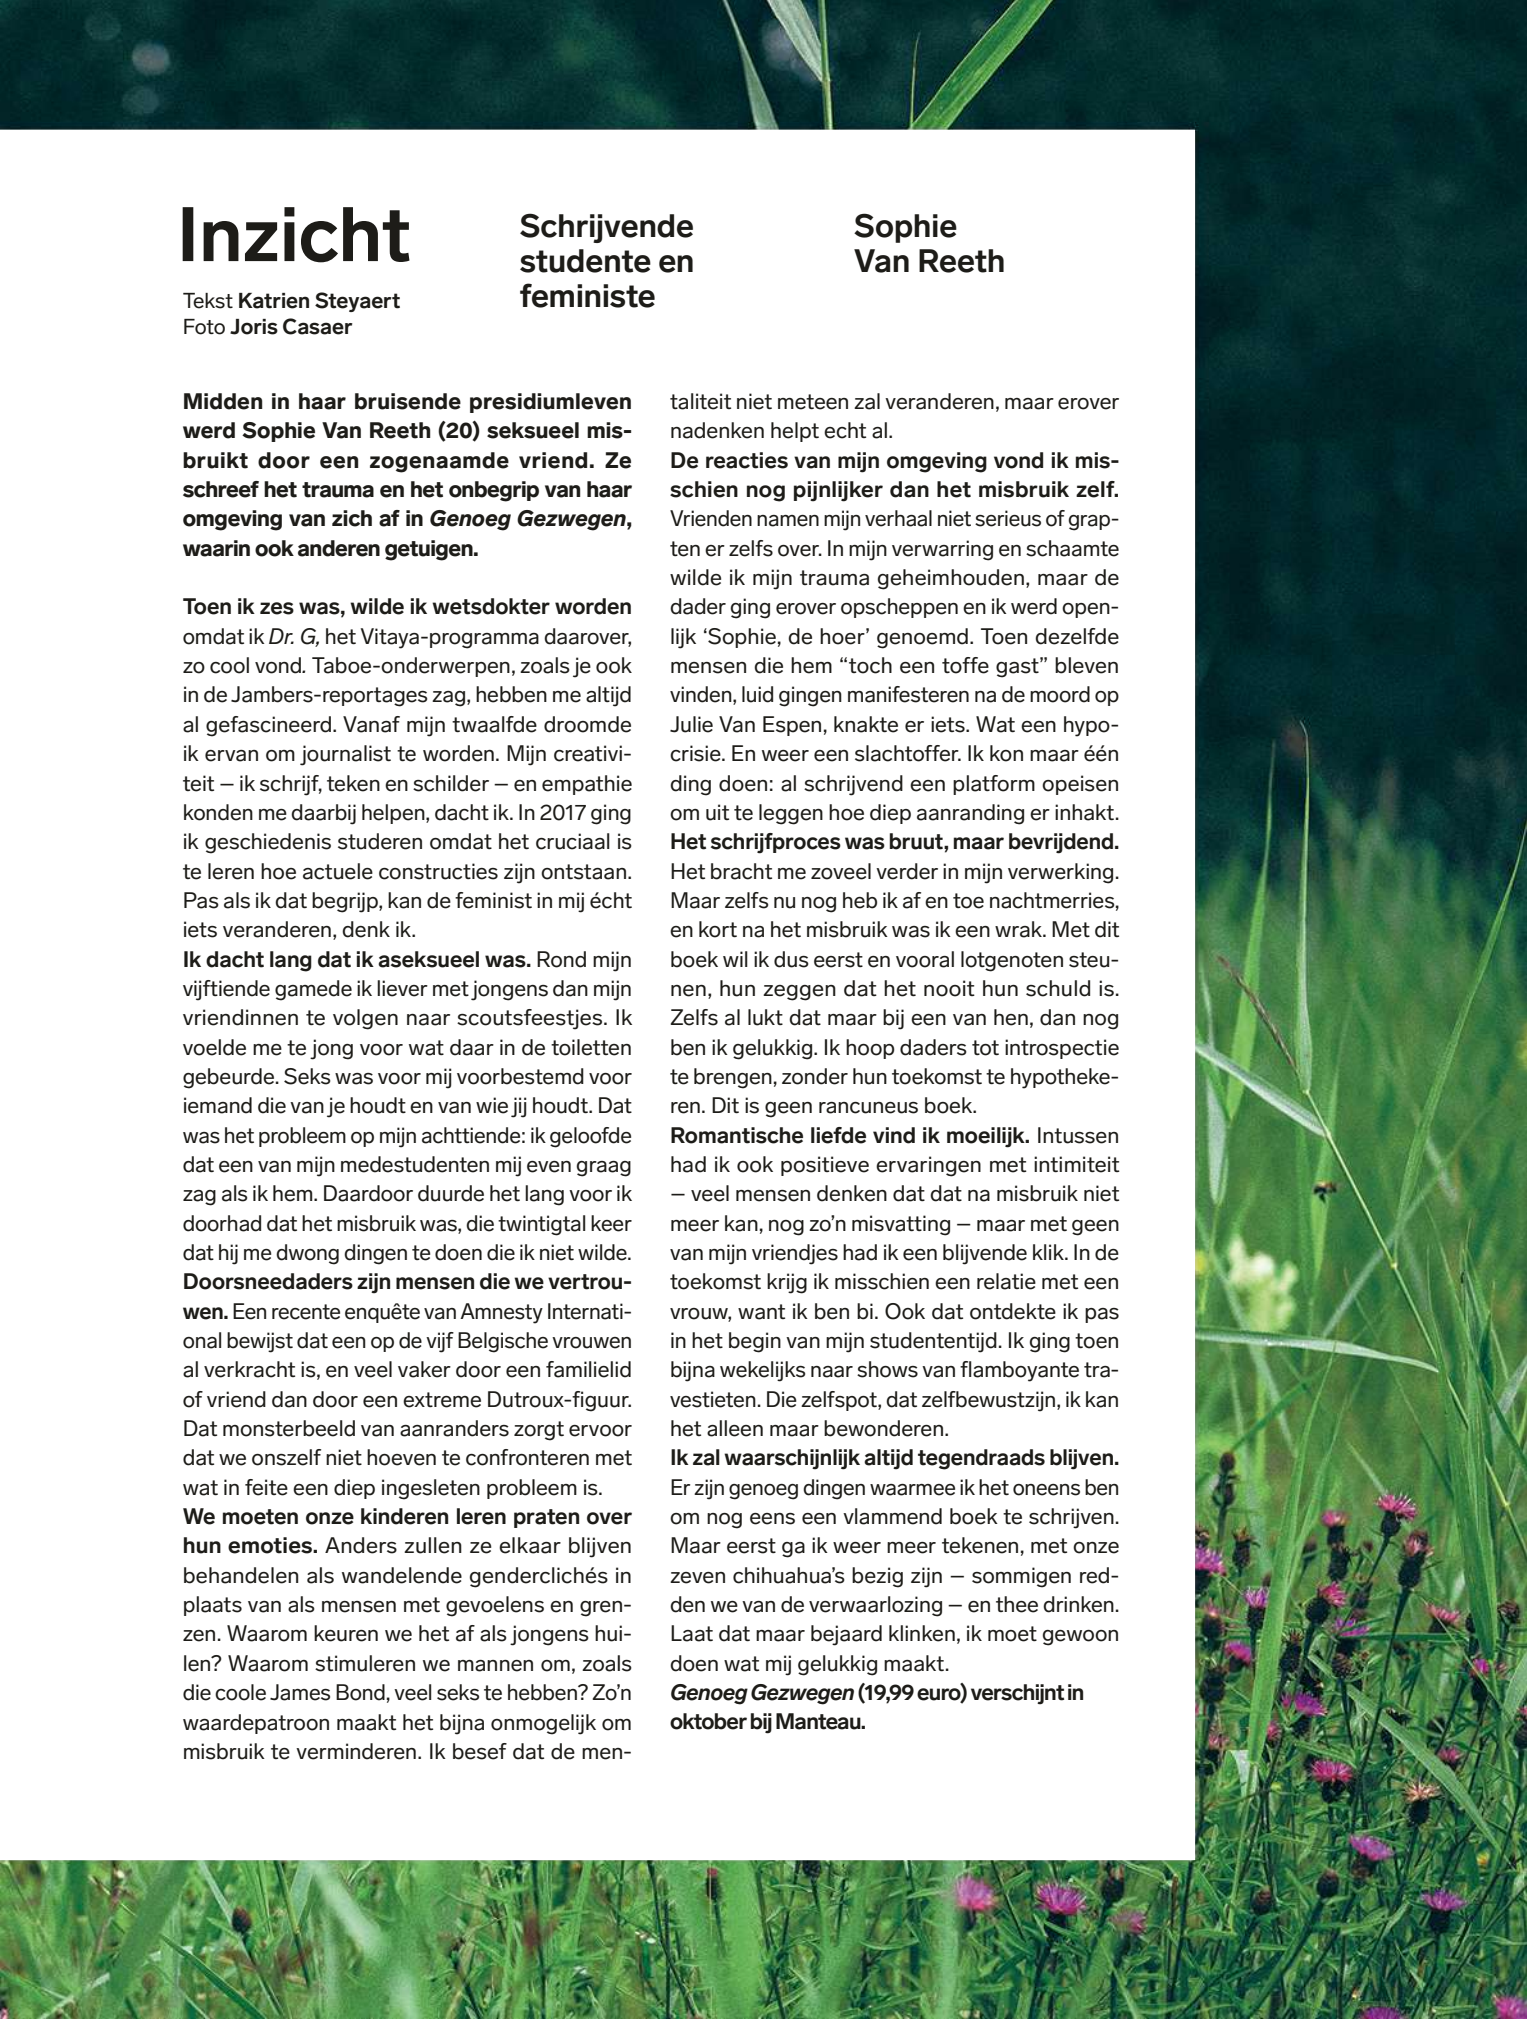 Inzicht
Tekst Katrien Steyaert
Foto Joris Casaer
Schrijvende
studente en
feministe
Sophie
Van Reeth
Midden in haar bruisende presidiumleven
werd Sophie Van Reeth (20) seksueel mis-
bruikt door een zogenaamde vriend. Ze
schreef het trauma en het onbegrip van haar
omgeving van zich af in Genoeg Gezwegen,
waarin ook anderen getuigen.
Toen ik zes was, wilde ik wetsdokter worden
omdat ik Dr. G, het Vitaya-programma daarover,
zo cool vond. Taboe-onderwerpen, zoals je ook
in de Jambers-reportages zag, hebben me altijd
al gefascineerd. Vanaf mijn twaalfde droomde
ik ervan om journalist te worden. Mijn creativi-
teit – ik schrijf, teken en schilder – en empathie
konden me daarbij helpen, dacht ik. In 2017 ging
ik geschiedenis studeren omdat het cruciaal is
te leren hoe actuele constructies zijn ontstaan.
Pas als ik dat begrijp, kan de feminist in mij écht
iets veranderen, denk ik.
Ik dacht lang dat ik aseksueel was. Rond mijn
vijftiende gamede ik liever met jongens dan mijn
vriendinnen te volgen naar scoutsfeestjes. Ik
voelde me te jong voor wat daar in de toiletten
gebeurde. Seks was voor mij voorbestemd voor
iemand die van je houdt en van wie jij houdt. Dat
was het probleem op mijn achttiende: ik geloofde
dat een van mijn medestudenten mij even graag
zag als ik hem. Daardoor duurde het lang voor ik
doorhad dat het misbruik was, die twintigtal keer
dat hij me dwong dingen te doen die ik niet wilde.
Doorsneedaders zijn mensen die we vertrou-
wen. Een recente enquête van Amnesty Internati-
onal bewijst dat een op de vijf Belgische vrouwen
al verkracht is, en veel vaker door een familielid
of vriend dan door een extreme Dutroux-figuur.
Dat monsterbeeld van aanranders zorgt ervoor
dat we onszelf niet hoeven te confronteren met
wat in feite een diep ingesleten probleem is.
We moeten onze kinderen leren praten over
hun emoties. Anders zullen ze elkaar blijven
behandelen als wandelende genderclichés in
plaats van als mensen met gevoelens en gren-
zen. Waarom keuren we het af als jongens hui-
len? Waarom stimuleren we mannen om, zoals
die coole James Bond, veel seks te hebben? Zo’n
waardepatroon maakt het bijna onmogelijk om
misbruik te verminderen. Ik besef dat de men-
taliteit niet meteen zal veranderen, maar erover
nadenken helpt echt al.
De reacties van mijn omgeving vond ik mis-
schien nog pijnlijker dan het misbruik zelf.
Vrienden namen mijn verhaal niet serieus of grap-
ten er zelfs over. In mijn verwarring en schaamte
wilde ik mijn trauma geheimhouden, maar de
dader ging erover opscheppen en ik werd open-
lijk ‘Sophie, de hoer’ genoemd. Toen dezelfde
mensen die hem “toch een toffe gast” bleven
vinden, luid gingen manifesteren na de moord op
Julie Van Espen, knakte er iets. Wat een hypo-
crisie. En weer een slachtoffer. Ik kon maar één
ding doen: al schrijvend een platform opeisen
om uit te leggen hoe diep aanranding er inhakt.
Het schrijfproces was bruut, maar bevrijdend.
Het bracht me zoveel verder in mijn verwerking.
Maar zelfs nu nog heb ik af en toe nachtmerries,
en kort na het misbruik was ik een wrak. Met dit
boek wil ik dus eerst en vooral lotgenoten steu-
nen, hun zeggen dat het nooit hun schuld is.
Zelfs al lukt dat maar bij een van hen, dan nog
ben ik gelukkig. Ik hoop daders tot introspectie
te brengen, zonder hun toekomst te hypotheke-
ren. Dit is geen rancuneus boek.
Romantische liefde vind ik moeilijk. Intussen
had ik ook positieve ervaringen met intimiteit
– veel mensen denken dat dat na misbruik niet
meer kan, nog zo’n misvatting – maar met geen
van mijn vriendjes had ik een blijvende klik. In de
toekomst krijg ik misschien een relatie met een
vrouw, want ik ben bi. Ook dat ontdekte ik pas
in het begin van mijn studententijd. Ik ging toen
bijna wekelijks naar shows van flamboyante tra-
vestieten. Die zelfspot, dat zelfbewustzijn, ik kan
het alleen maar bewonderen.
Ik zal waarschijnlijk altijd tegendraads blijven.
Er zijn genoeg dingen waarmee ik het oneens ben
om nog eens een vlammend boek te schrijven.
Maar eerst ga ik weer meer tekenen, met onze
zeven chihuahua’s bezig zijn – sommigen red-
den we van de verwaarlozing – en thee drinken.
Laat dat maar bejaard klinken, ik moet gewoon
doen wat mij gelukkig maakt.
Genoeg Gezwegen (19,99 euro) verschijnt in
oktober bij Manteau.